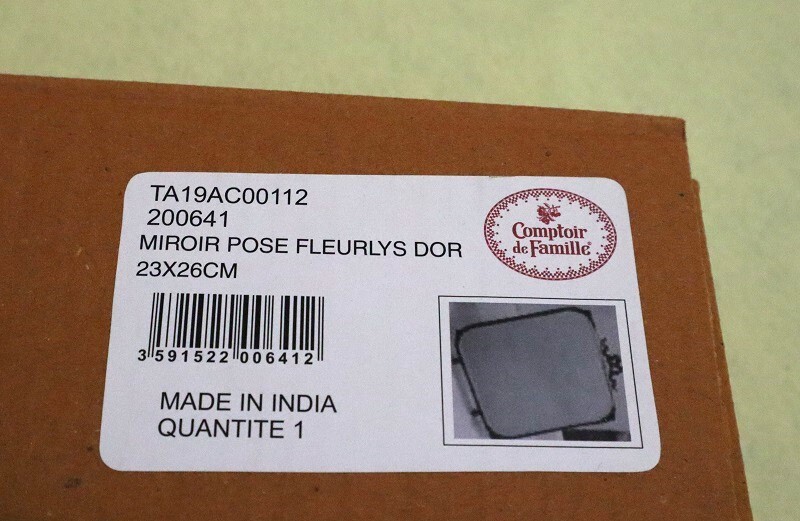 TA19AC00112
200641
MIROIR POSE FLEURLYS DOR
23X26CM
Comptoir
de Famille®
3 591522 006412
MADE IN INDIA
QUANTITE 1